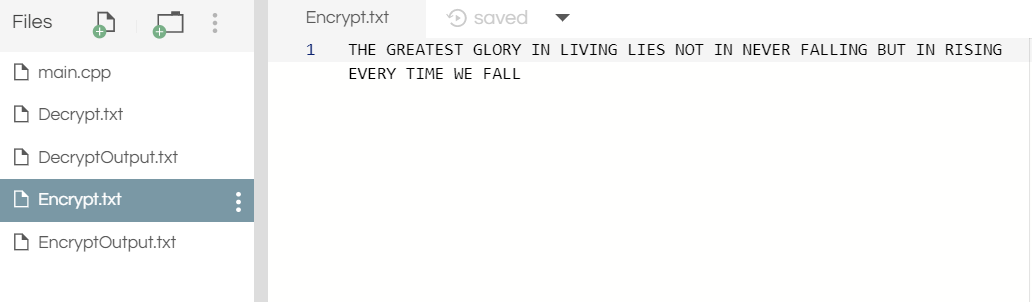 Files
main.cpp
Decrypt.txt
DecryptOutput.txt
Encrypt.txt
EncryptOutput.txt
Encrypt.txt
saved
1 THE GREATEST GLORY IN LIVING LIES NOT IN NEVER FALLING BUT IN RISING
EVERY TIME WE FALL